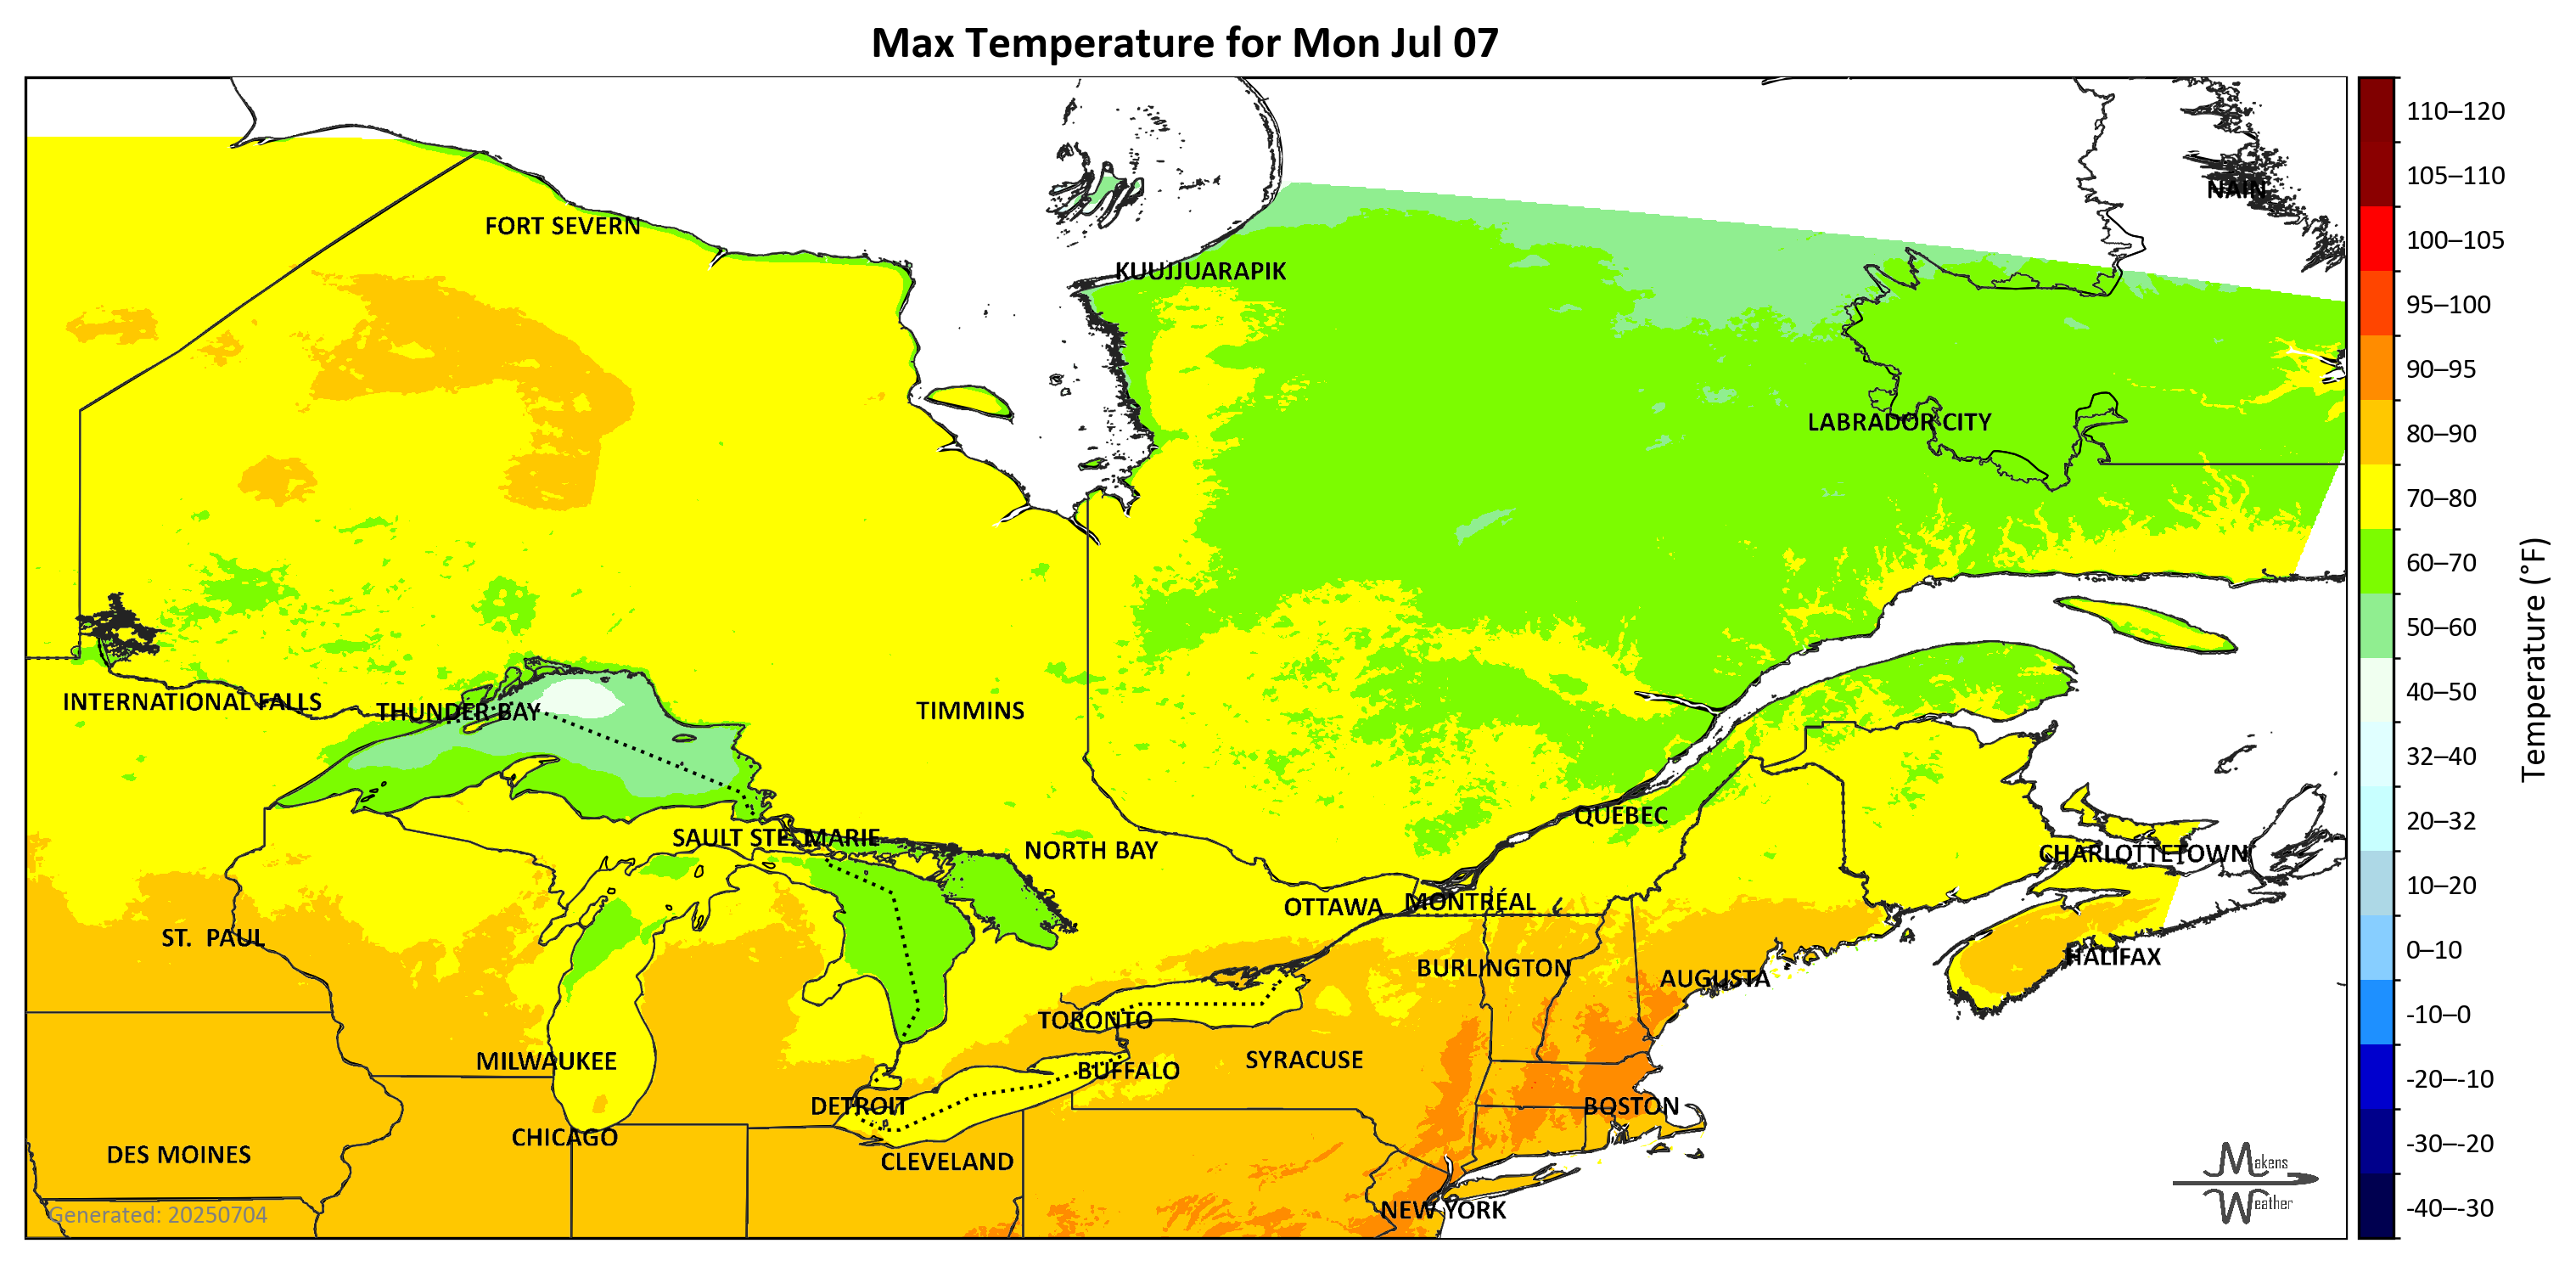 Max Temperature for Mon Jul 07
NAIN
FORT SEVERN
KUUJJUARAPIK
LABRADOR CITY
INTERNATIONAL FALLS
THUNDER BAY
TIMMINS
QUEBEC
SAULT STE. MARIE
NORTH BAY
CHARLOTTETOWN
OTTAWA
MONTRÉAL
ST. PAUL
HALIFAX
BURLINGTON
AUGUSTA
TORONTO
MILWAUKEE
SYRACUSE
BUFFALO
DETROIT
BOSTON
CHICAGO
DES MOINES
CLEVELAND
NEW YORK
Generated: 20250704
Makens
Weather
110–120
105–110
100–105
95–100
90–95
80–90
70–80
60–70
50–60
40–50
32–40
20–32
10–20
0–10
-10–0
-20–-10
-30–-20
-40–-30
Temperature (°F)